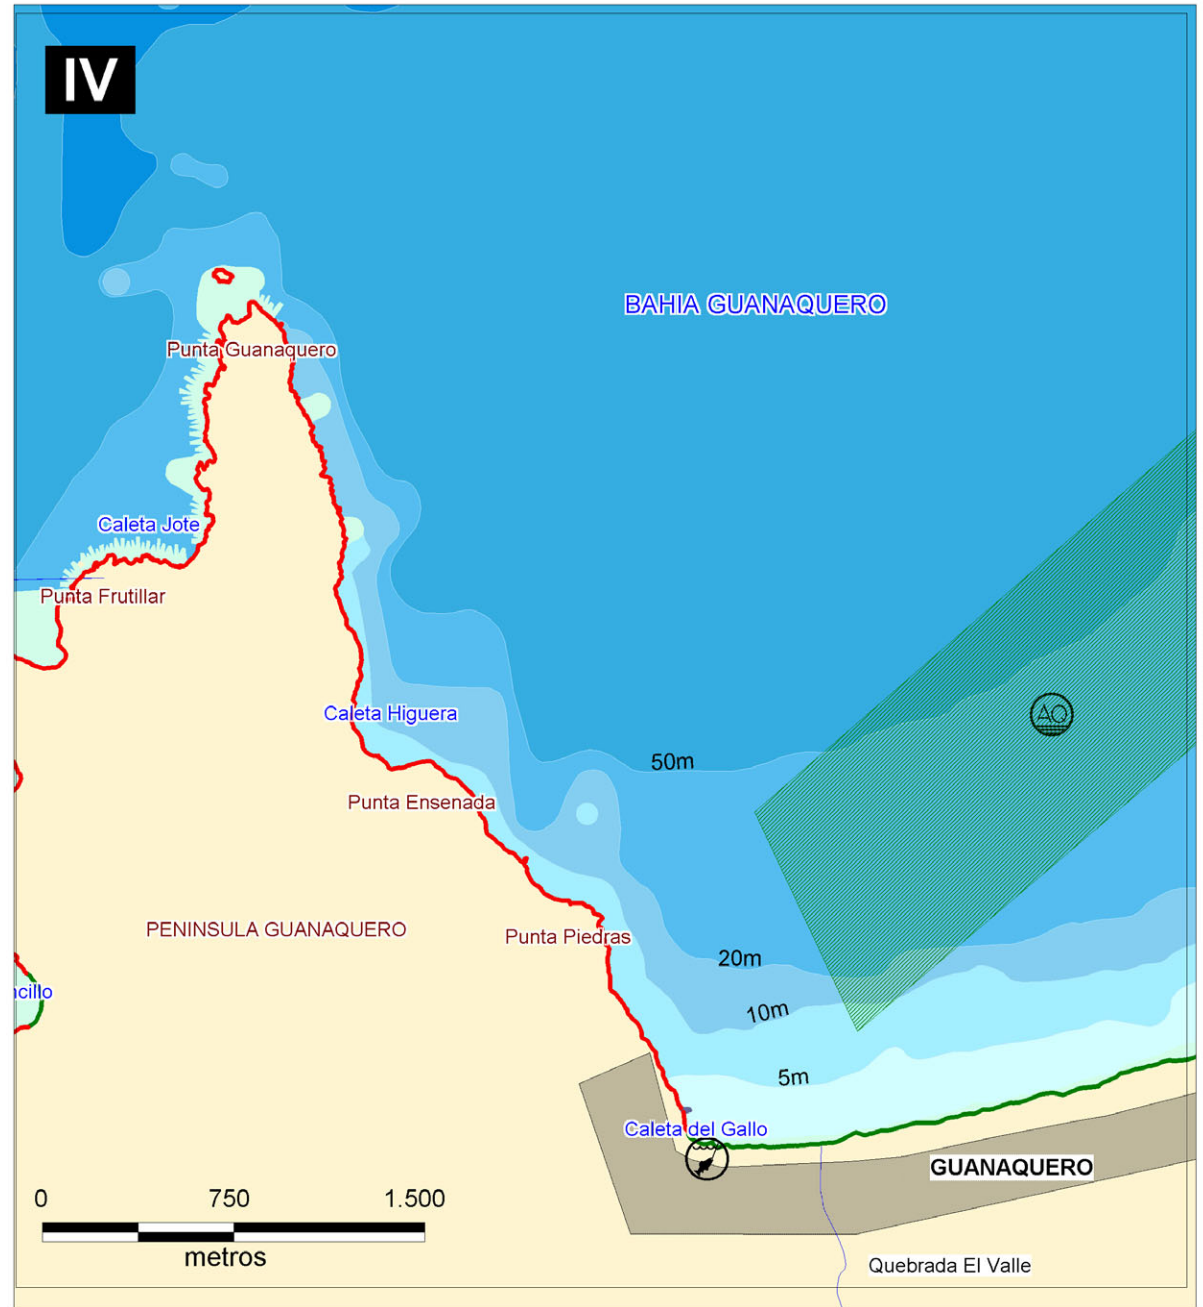 IV
BAHIA GUANAQUERO
Punta Guanaquero
Caleta Jote
Punta Frutillar
AQ
Caleta Higuera
50m
Punta Ensenada
PENINSULA GUANAQUERO
Punta Piedras
20m
ncillo
10m
5m
Caleta del Gallo
GUANAQUERO
0 750 1.500
metros
Quebrada El Valle